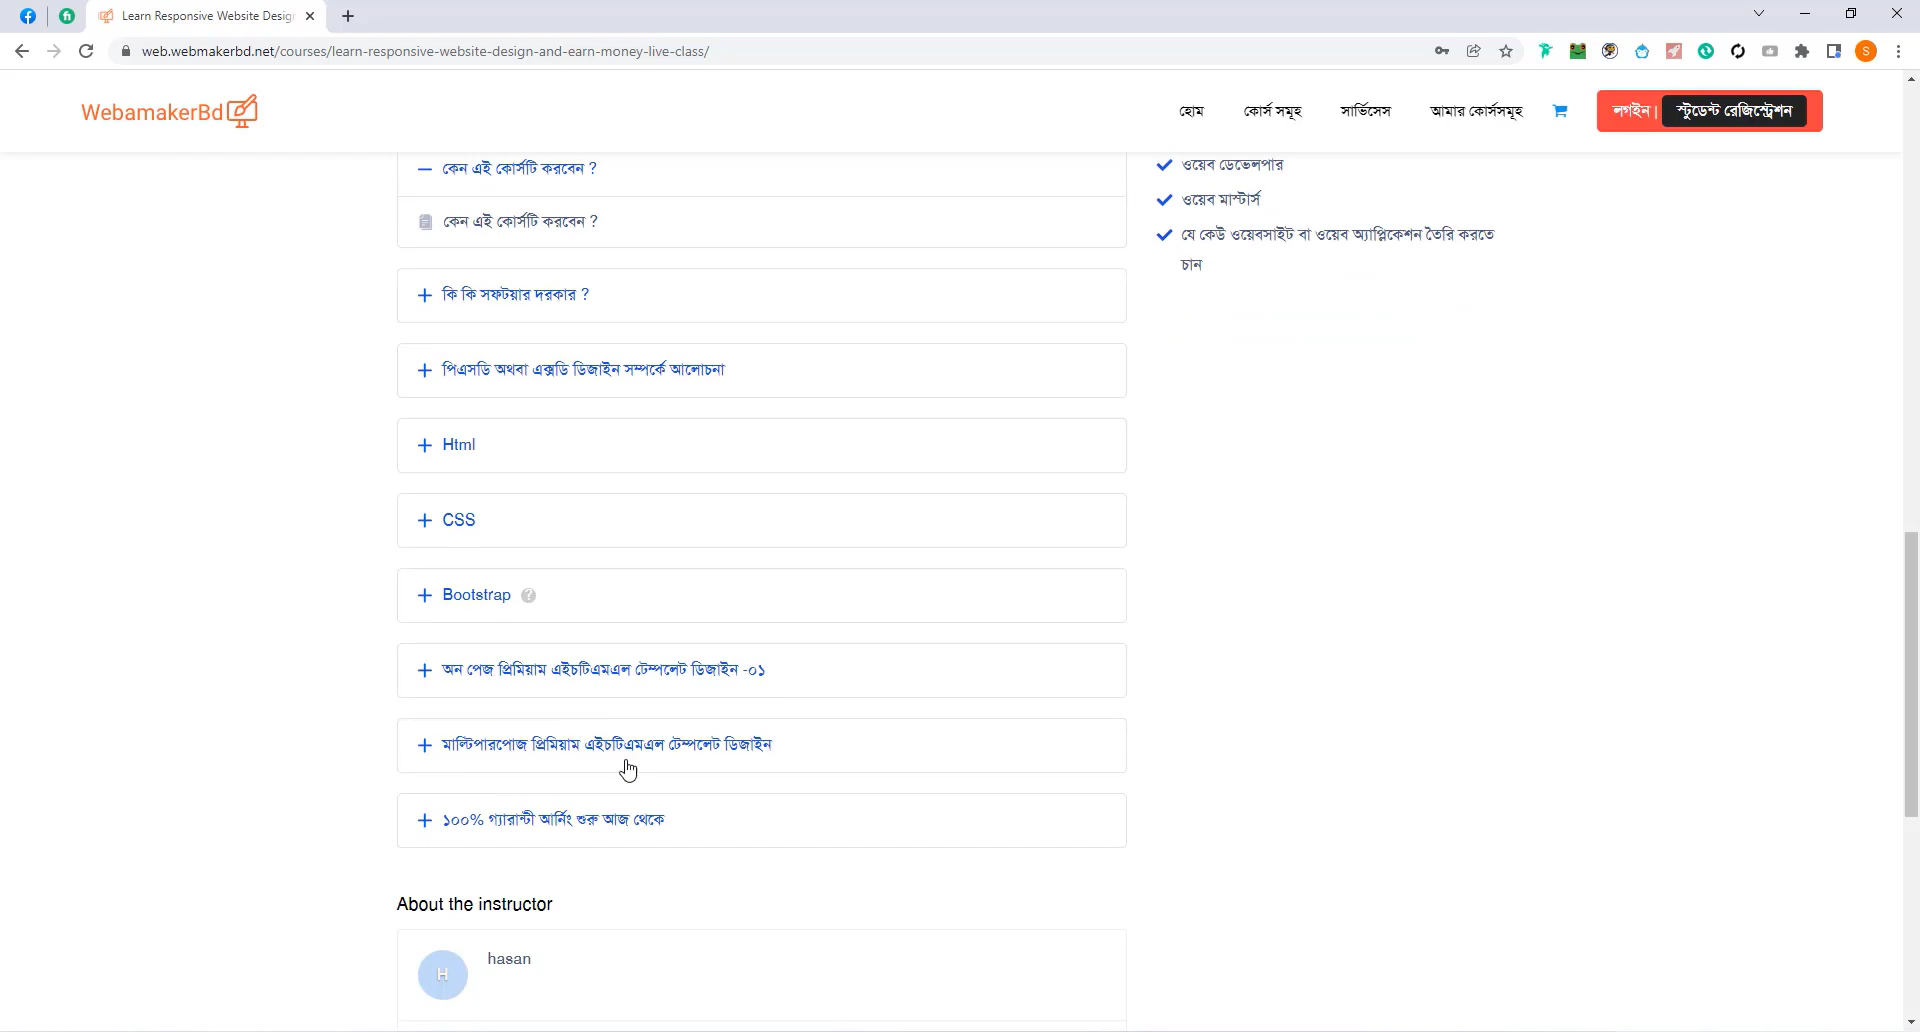 Learn Responsive Website Desig
web.webmakerbd.net/courses/learn-responsive-website-design-and-earn-money-live-class/
S
WebamakerBd
হোম
কোর্স সমূহ
সার্ভিসেস
আমার কোর্সসমূহ
লগইন |
স্টুডেন্ট রেজিস্ট্রেশন
কেন এই কোর্সটি করবেন ?
কেন এই কোর্সটি করবেন ?
কি কি সফটয়ার দরকার ?
পিএসডি অথবা এক্সডি ডিজাইন সম্পর্কে আলোচনা
Html
CSS
Bootstrap ?
অন পেজ প্রিমিয়াম এইচটিএমএল টেম্পলেট ডিজাইন -০১
মাল্টিপারপোজ প্রিমিয়াম এইচটিএমএল টেম্পলেট ডিজাইন
১০০% গ্যারান্টী আর্নিং শুরু আজ থেকে
ওয়েব ডেভেলপার
ওয়েব মাস্টার্স
যে কেউ ওয়েবসাইট বা ওয়েব অ্যাপ্লিকেশন তৈরি করতে
চান
About the instructor
H
hasan